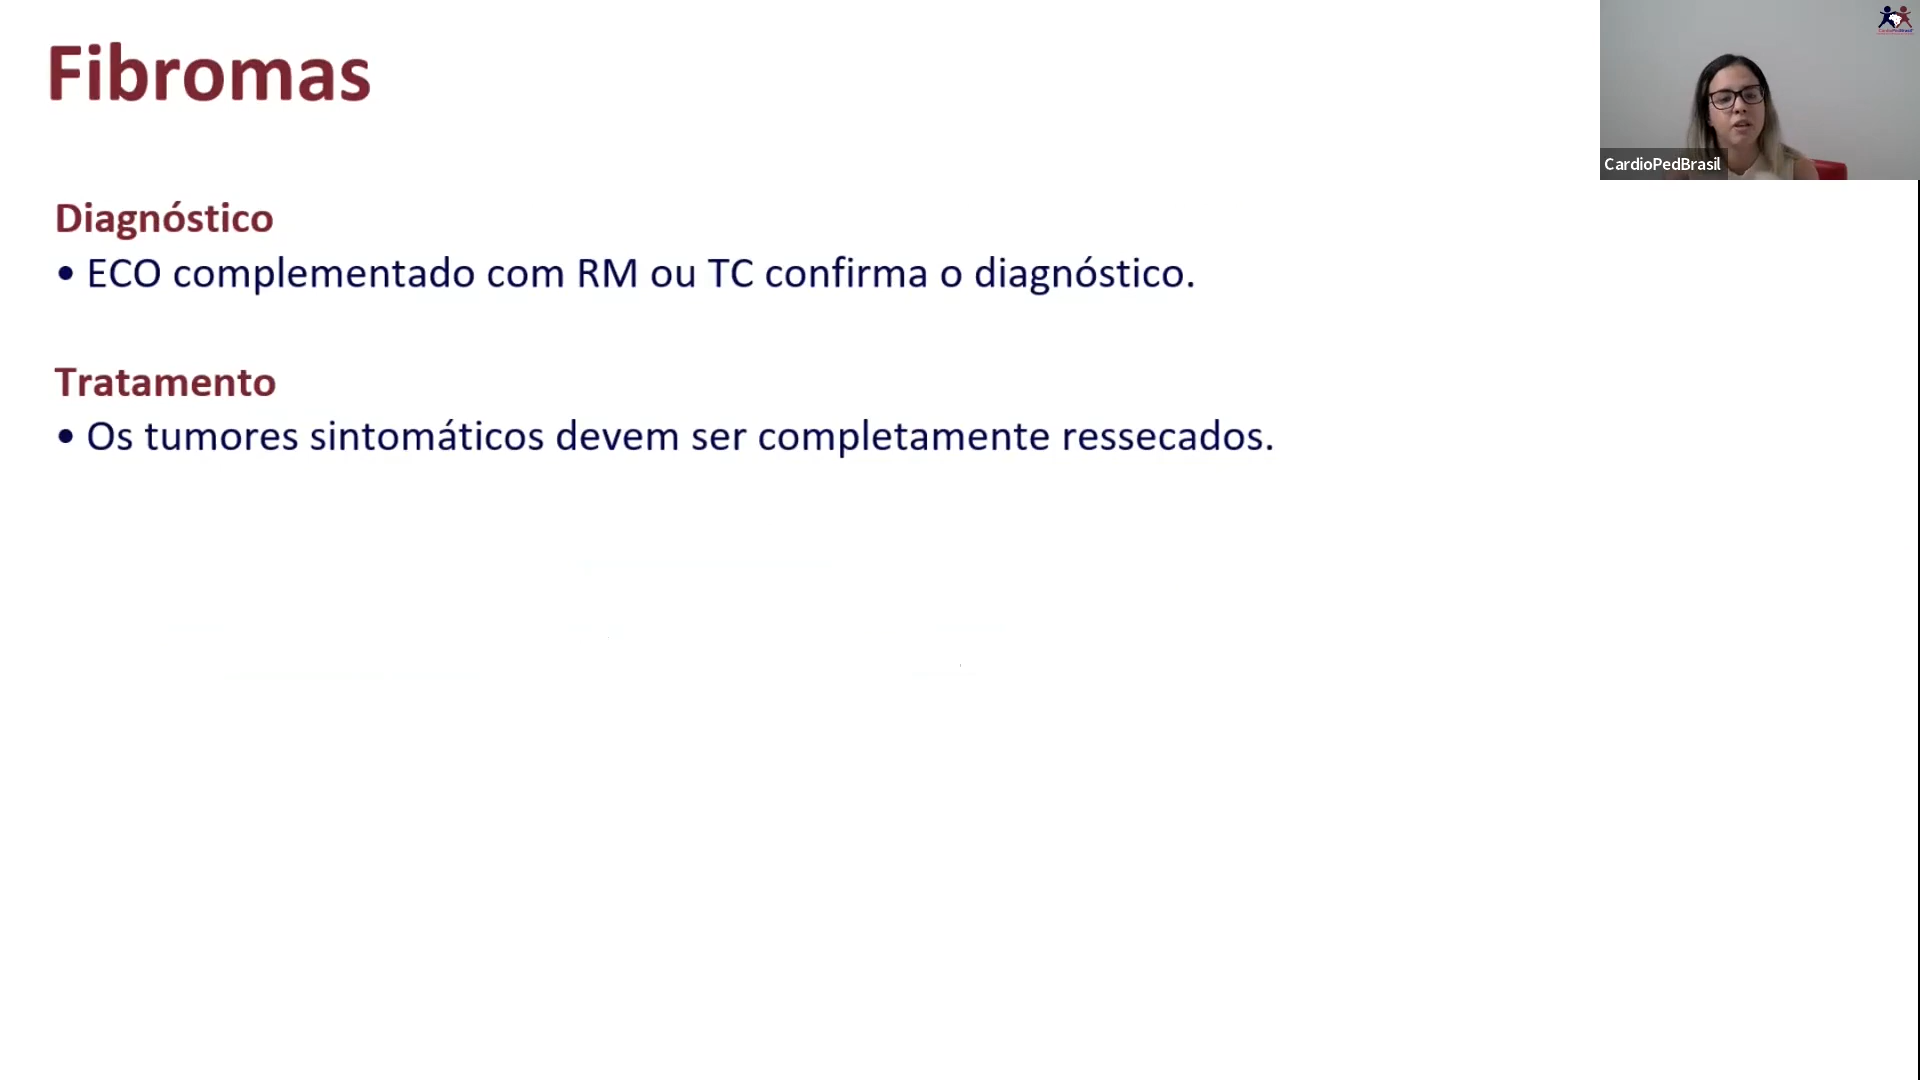 Fibromas
CardioPedBrasil
Diagnóstico
• ECO complementado com RM ou TC confirma o diagnóstico.
Tratamento
• Os tumores sintomáticos devem ser completamente ressecados.